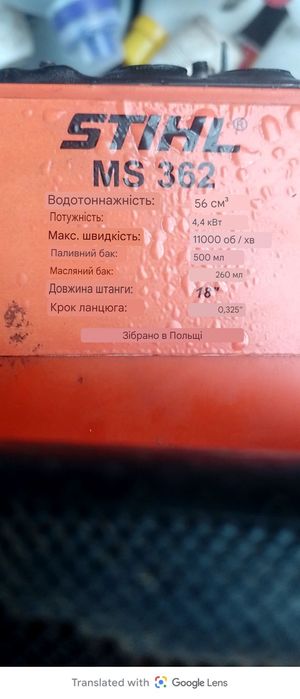 STIHL®
MS 362
Водотоннажність: 56 см³
Потужність: 4,4 кВт
Макс. швидкість: 11000 об / хв
Паливний бак: 500 мл
Масляний бак: 260 мл
Довжина штанги: 18"
Крок ланцюга: 0,325"
Зібрано в Польщі
Translated with Google Lens